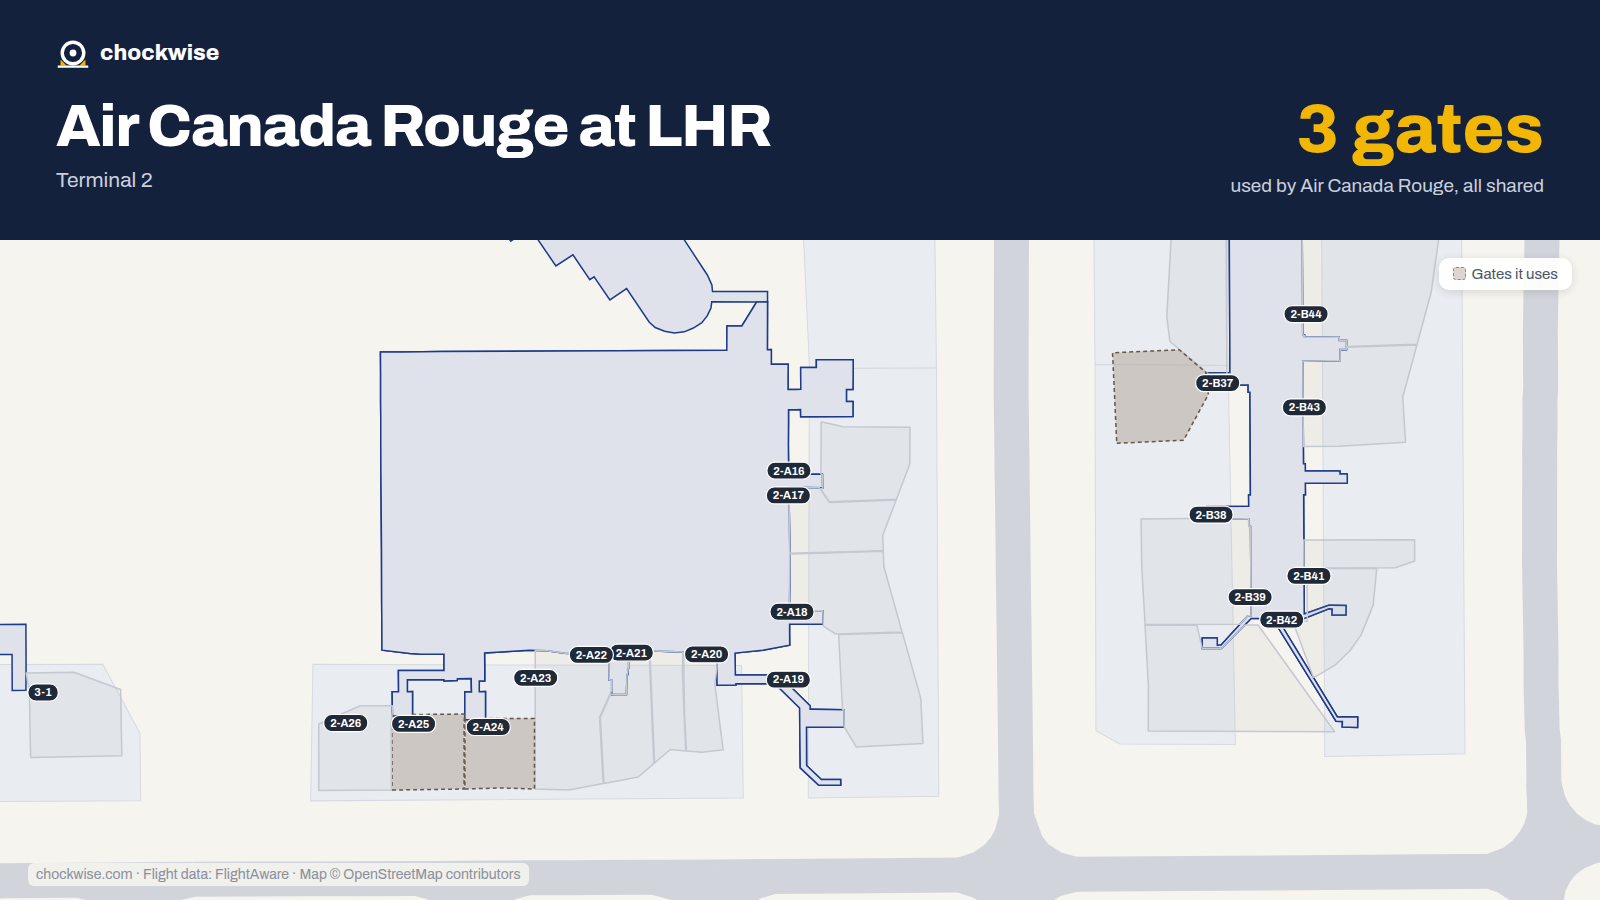 chockwise
Air Canada Rouge at LHR
Terminal 2
3 gates
used by Air Canada Rouge, all shared
Gates it uses
2-B44
2-B37
2-B43
2-A16
2-A17
2-B38
2-B41
2-B39
2-A18
2-B42
2-A22
2-A21
2-A20
2-A23
2-A19
3-1
2-A26
2-A25
2-A24
chockwise.com · Flight data: FlightAware · Map © OpenStreetMap contributors